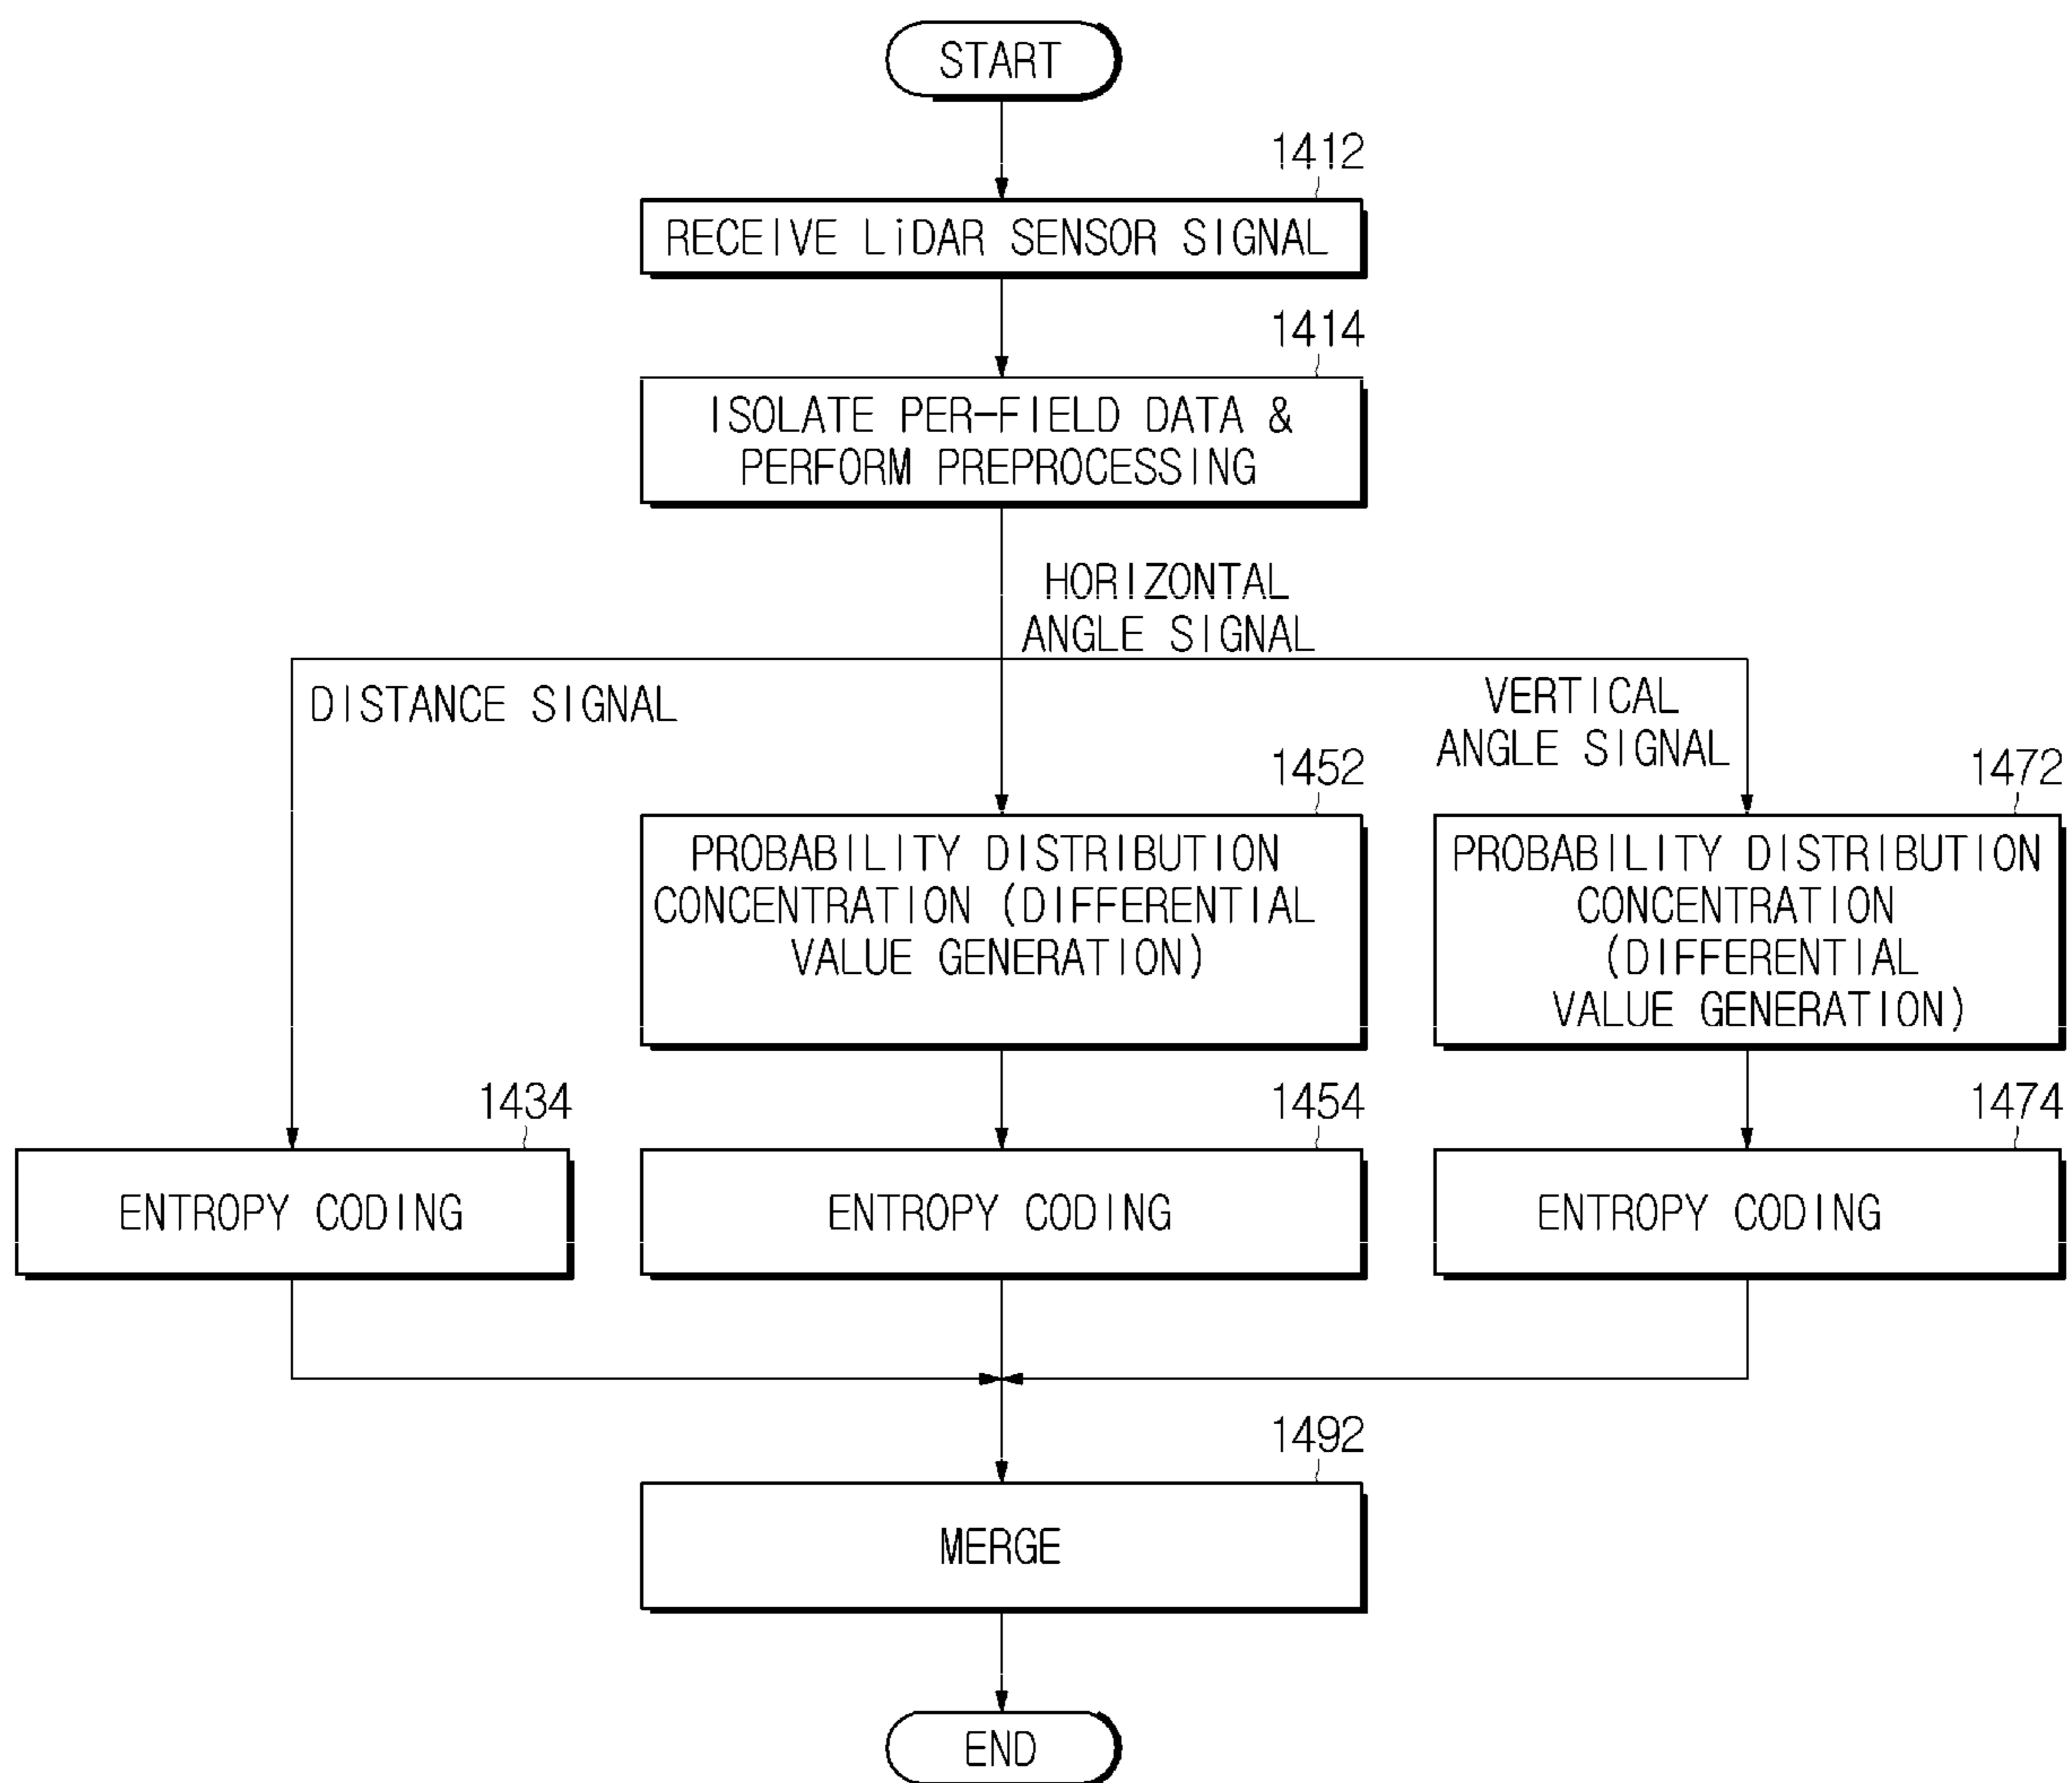 START
1412
RECEIVE LiDAR SENSOR SIGNAL
1414
ISOLATE PER-FIELD DATA &
PERFORM PREPROCESSING
HORIZONTAL
ANGLE SIGNAL
DISTANCE SIGNAL
VERTICAL
ANGLE SIGNAL
1452
PROBABILITY DISTRIBUTION
CONCENTRATION (DIFFERENTIAL
VALUE GENERATION)
1472
PROBABILITY DISTRIBUTION
CONCENTRATION
(DIFFERENTIAL
VALUE GENERATION)
1434
ENTROPY CODING
1454
ENTROPY CODING
1474
ENTROPY CODING
1492
MERGE
END